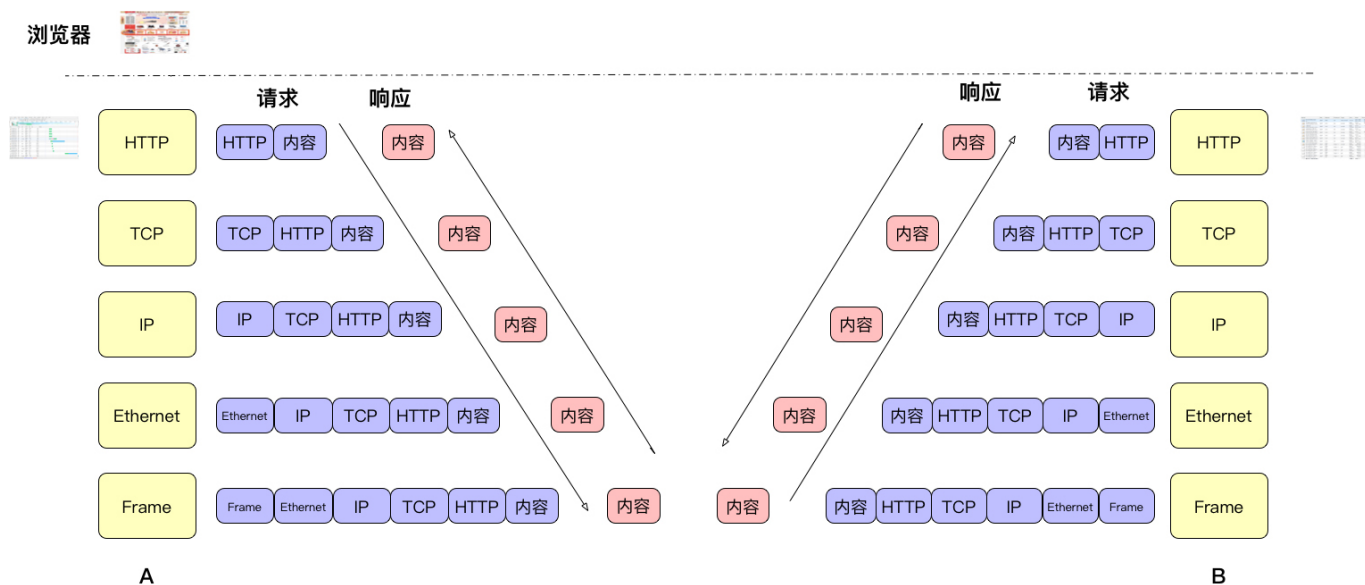 浏览器
请求 响应 响应 请求
HTTP HTTP 内容 内容 内容 内容 HTTP HTTP
TCP TCP HTTP 内容 内容 内容 内容 HTTP TCP TCP
IP IP TCP HTTP 内容 内容 内容 内容 HTTP TCP IP IP
Ethernet Ethernet IP TCP HTTP 内容 内容 内容 内容 HTTP TCP IP Ethernet Ethernet
Frame Frame Ethernet IP TCP HTTP 内容 内容 内容 内容 HTTP TCP IP Ethernet Frame Frame
A B